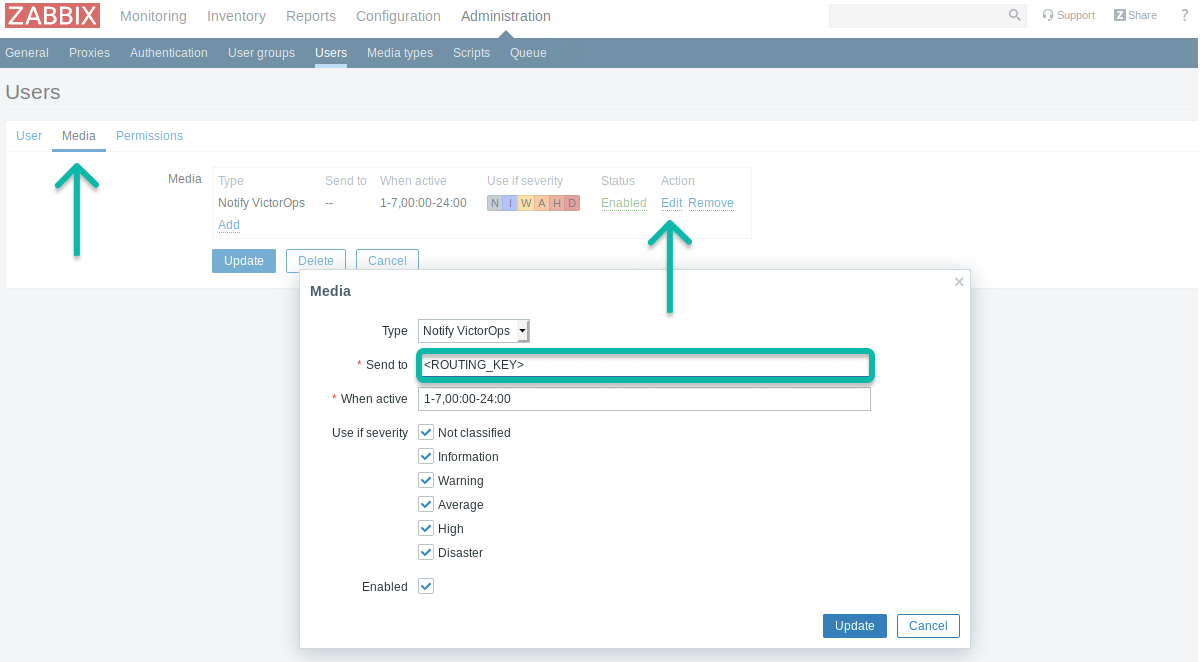 ZABBIX Monitoring Inventory Reports Configuration Administration Support Z Share ?
General Proxies Authentication User groups Users Media types Scripts Queue
Users
User Media Permissions
Media Type Send to When active Use if severity Status Action
Notify VictorOps -- 1-7,00:00-24:00 N I W A H D Enabled Edit Remove
Add
Update Delete Cancel
Media ×
Type Notify VictorOps
* Send to <ROUTING_KEY>
* When active 1-7,00:00-24:00
Use if severity Not classified
Information
Warning
Average
High
Disaster
Enabled
Update Cancel